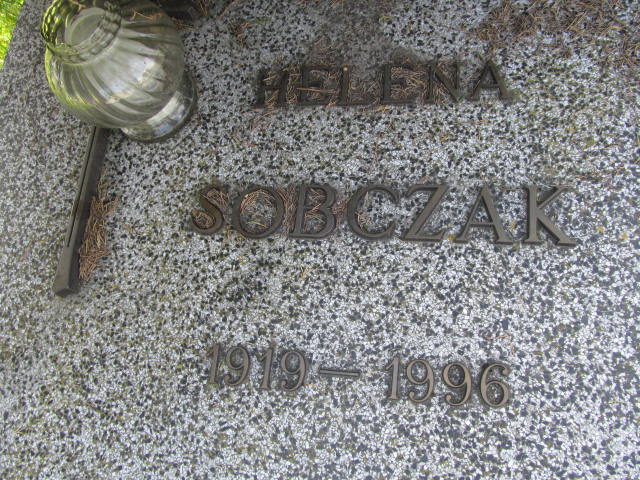 HELENA
SOBCZAK
1919 — 1996